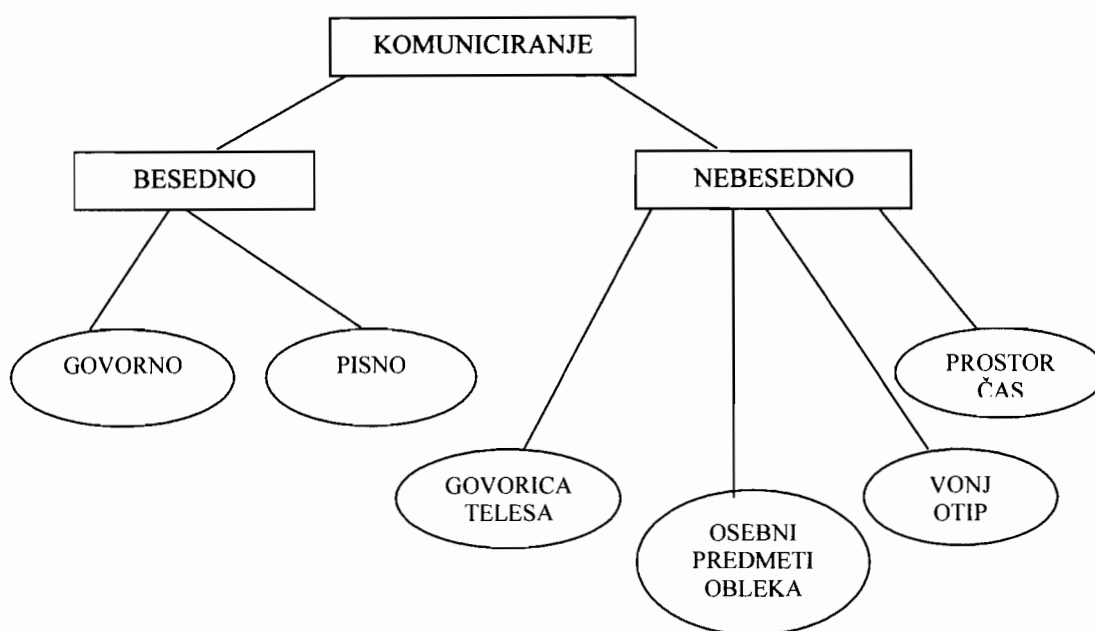 KOMUNICIRANJE
BESEDNO
NEBESEDNO
GOVORNO
PISNO
PROSTOR
ČAS
GOVORICA
TELESA
OSEBNI
PREDMETI
OBLEKA
VONJ
OTIP